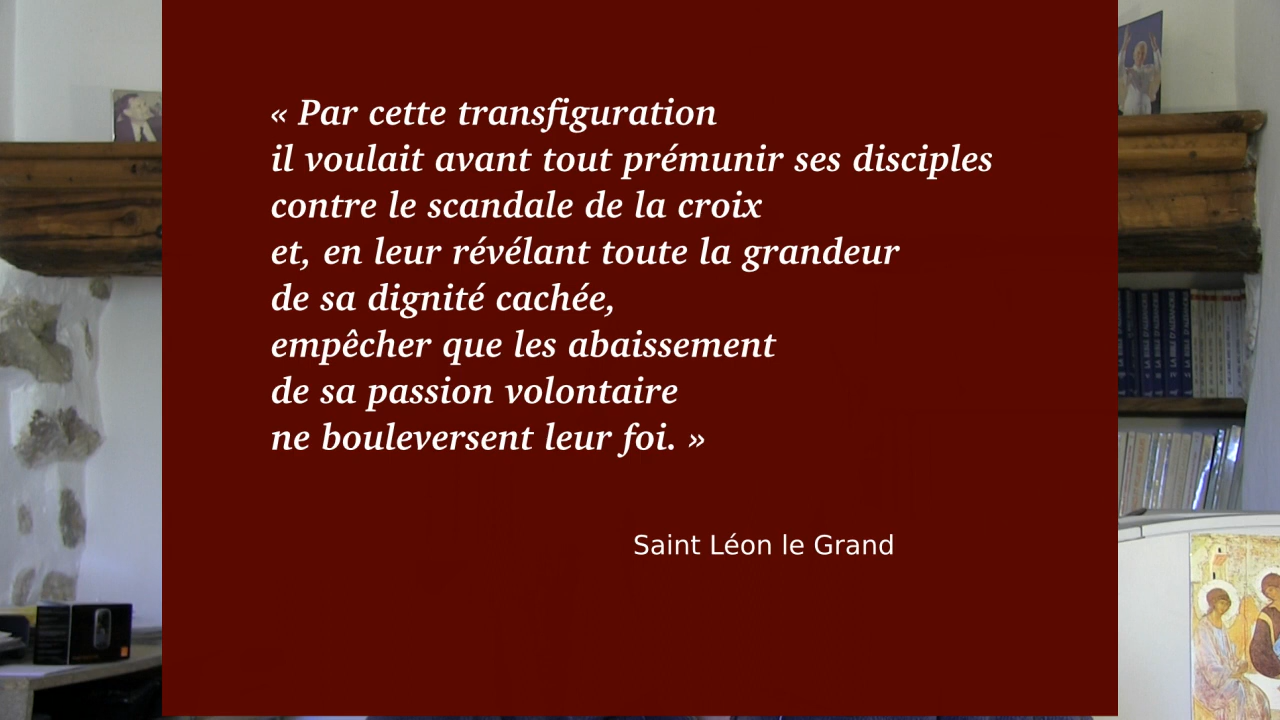 « Par cette transfiguration
il voulait avant tout prémunir ses disciples
contre le scandale de la croix
et, en leur révélant toute la grandeur
de sa dignité cachée,
empêcher que les abaissement
de sa passion volontaire
ne bouleversent leur foi. »
Saint Léon le Grand